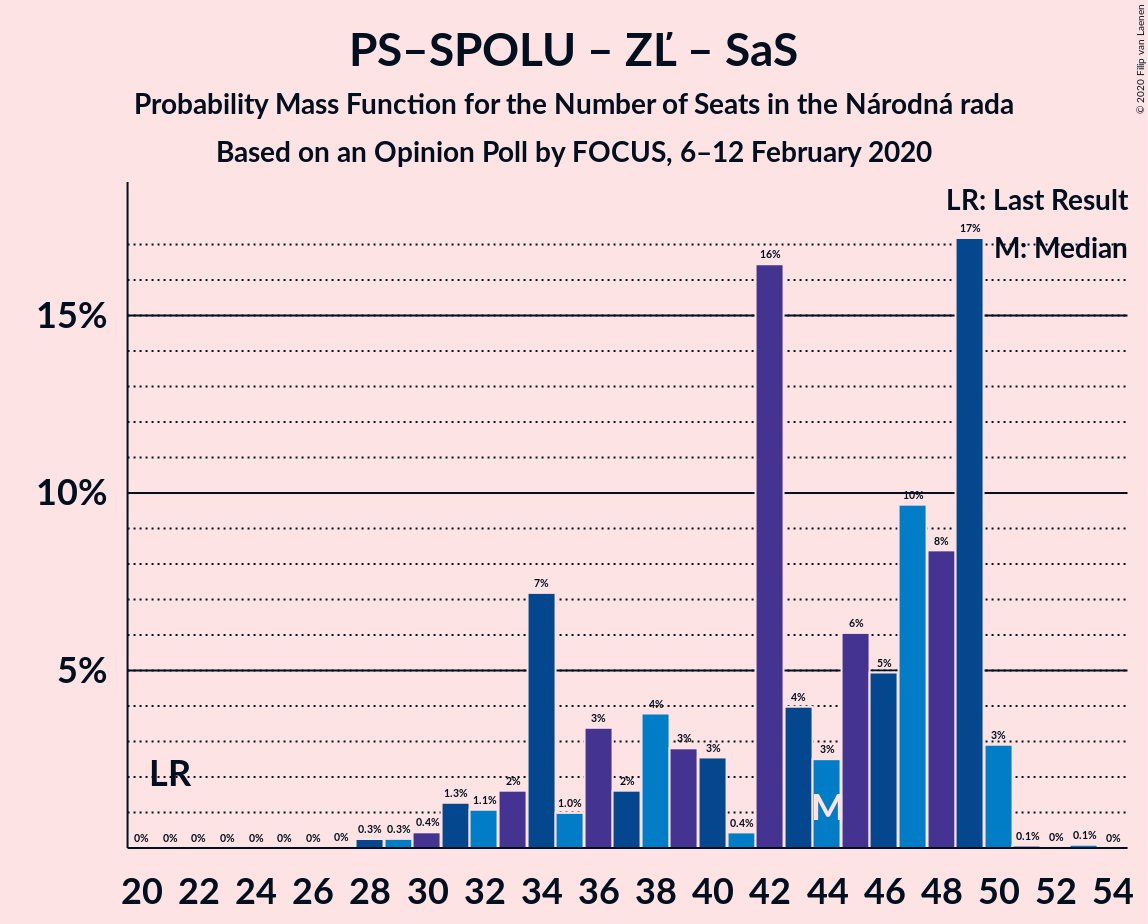 PS–SPOLU – ZĽ – SaS
Probability Mass Function for the Number of Seats in the Národná rada
Based on an Opinion Poll by FOCUS, 6–12 February 2020
© 2020 Filip van Laenen
LR: Last Result
M: Median
15%
10%
5%
LR
M
0% 0% 0% 0% 0% 0% 0% 0% 0.3% 0.3% 0.4% 1.3% 1.1% 2% 7% 1.0% 3% 2% 4% 3% 3% 0.4% 16% 4% 3% 6% 5% 10% 8% 17% 3% 0.1% 0% 0.1% 0%
20 22 24 26 28 30 32 34 36 38 40 42 44 46 48 50 52 54